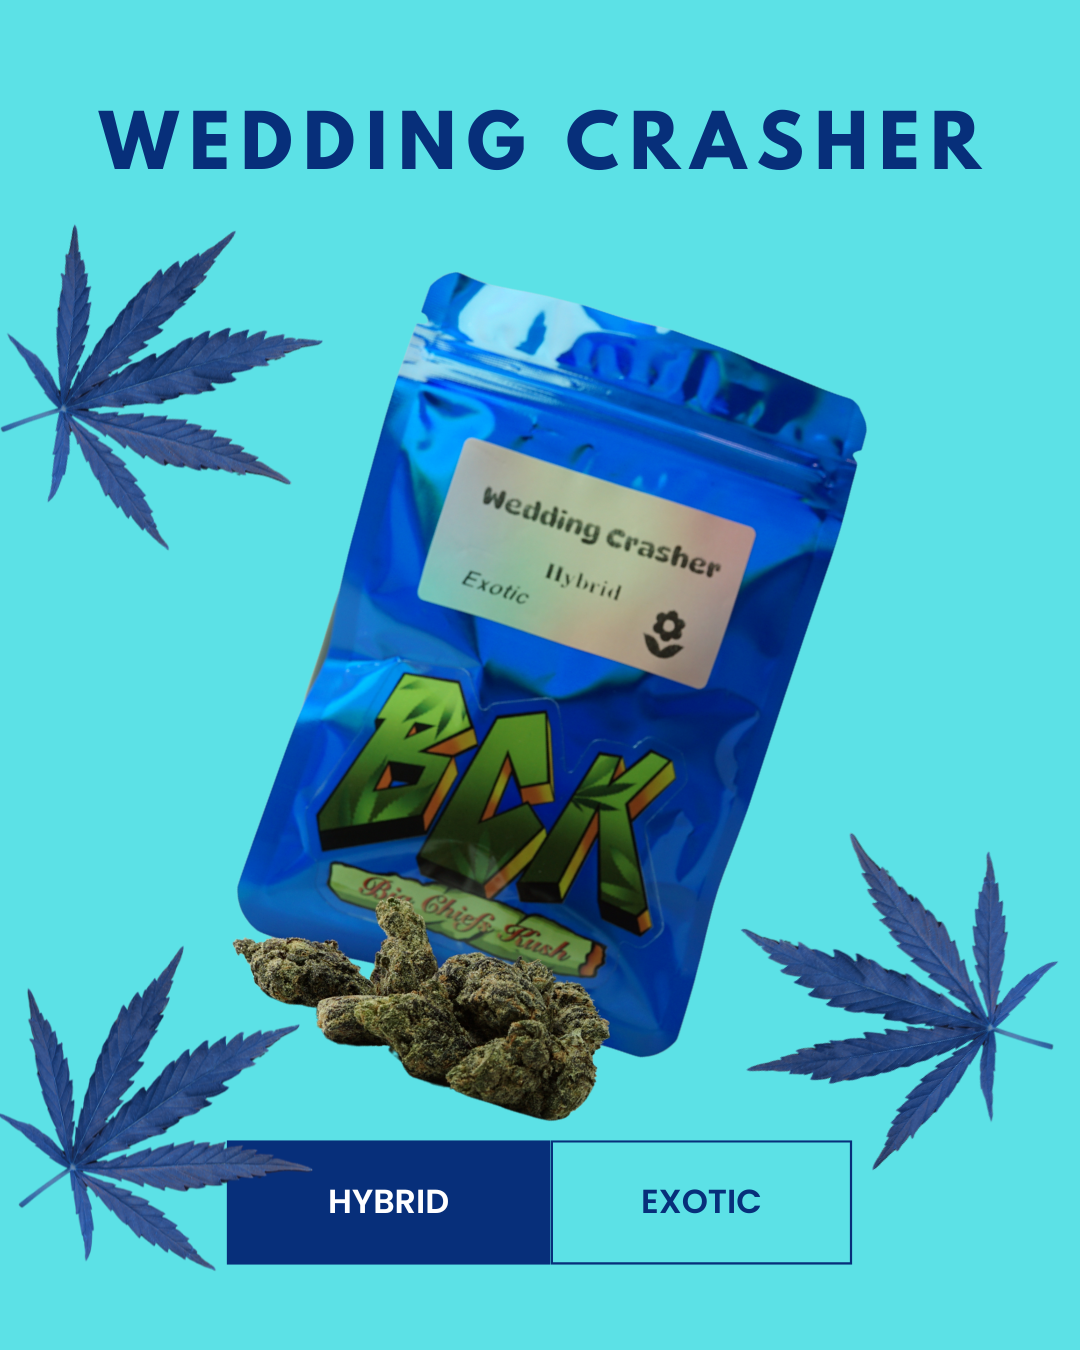 WEDDING CRASHER
Wedding Crasher
Hybrid
Exotic
BCK
Big Chiefs Kush
HYBRID
EXOTIC